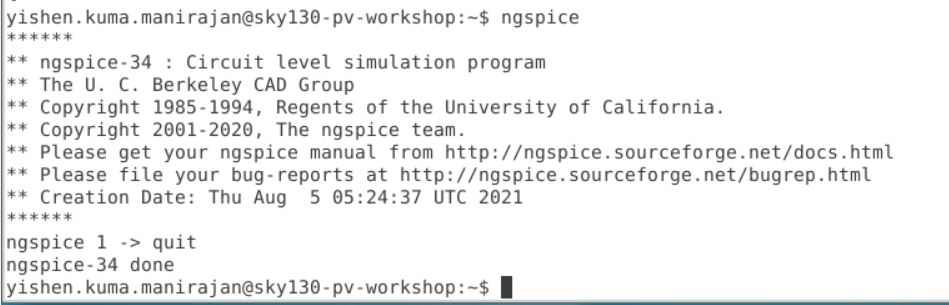 yishen.kuma.manirajan@sky130-pv-workshop:~$ ngspice
******
** ngspice-34 : Circuit level simulation program
** The U. C. Berkeley CAD Group
** Copyright 1985-1994, Regents of the University of California.
** Copyright 2001-2020, The ngspice team.
** Please get your ngspice manual from http://ngspice.sourceforge.net/docs.html
** Please file your bug-reports at http://ngspice.sourceforge.net/bugrep.html
** Creation Date: Thu Aug  5 05:24:37 UTC 2021
******
ngspice 1 -> quit
ngspice-34 done
yishen.kuma.manirajan@sky130-pv-workshop:~$